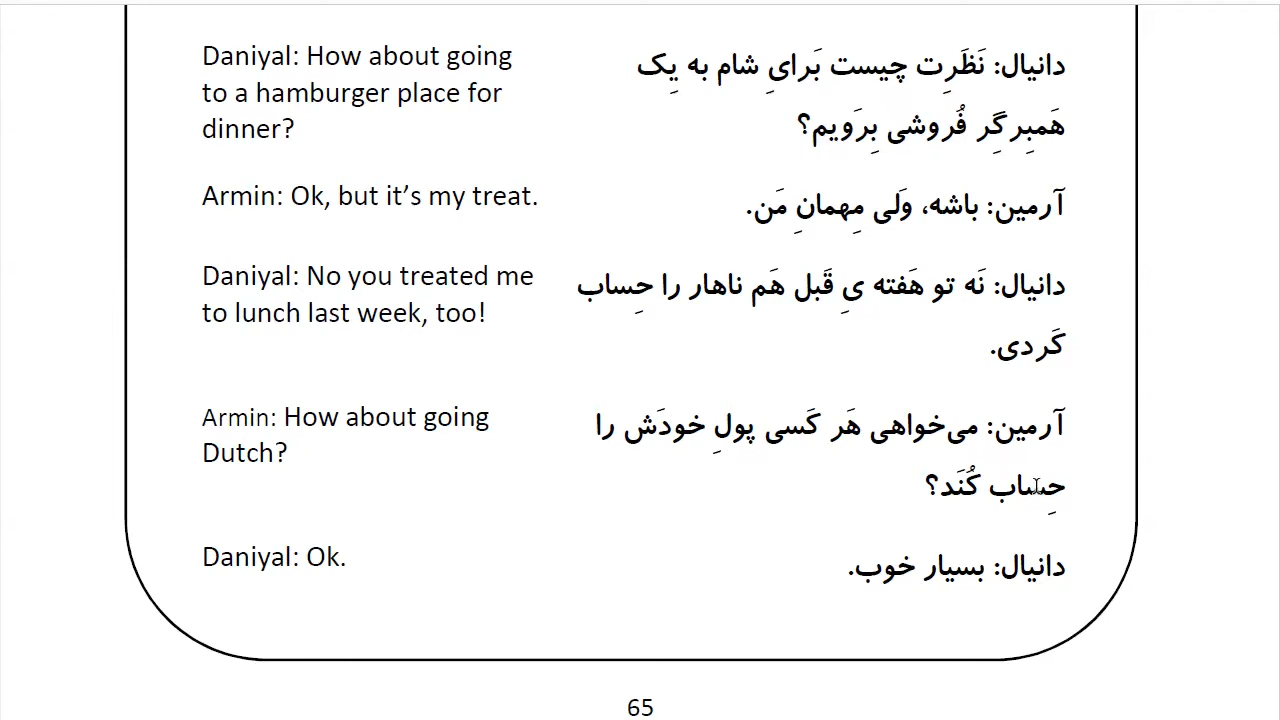 Daniyal: How about going
to a hamburger place for
dinner?
دانیال: نَظَرِت چیست بَرایِ شام به یِک
هَمبِرگِر فُروشی بِرَویم؟
Armin: Ok, but it’s my treat.
آرمین: باشه، وَلی مِهمانِ مَن.
Daniyal: No you treated me
to lunch last week, too!
دانیال: نَه تو هَفته یِ قَبل هَم ناهار را حِساب
کَردی.
Armin: How about going
Dutch?
آرمین: می‌خواهی هَر کَسی پولِ خودَش را
حِساب کُنَد؟
Daniyal: Ok.
دانیال: بسیار خوب.
65